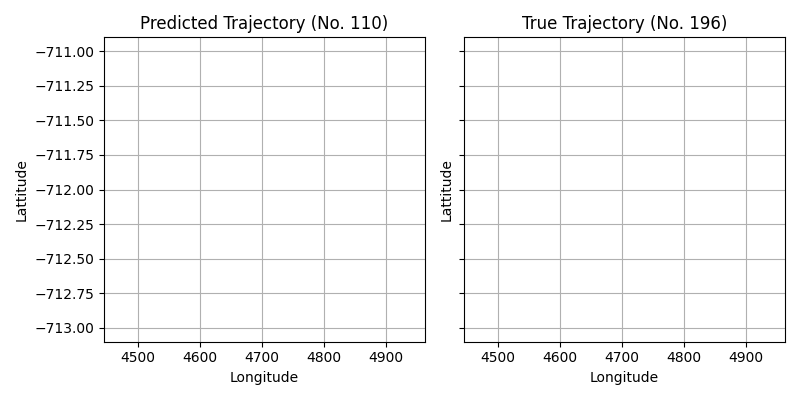 Predicted Trajectory (No. 110)
True Trajectory (No. 196)
−711.00
−711.25
−711.50
−711.75
−712.00
−712.25
−712.50
−712.75
−713.00
Lattitude
Lattitude
4500 4600 4700 4800 4900
4500 4600 4700 4800 4900
Longitude
Longitude